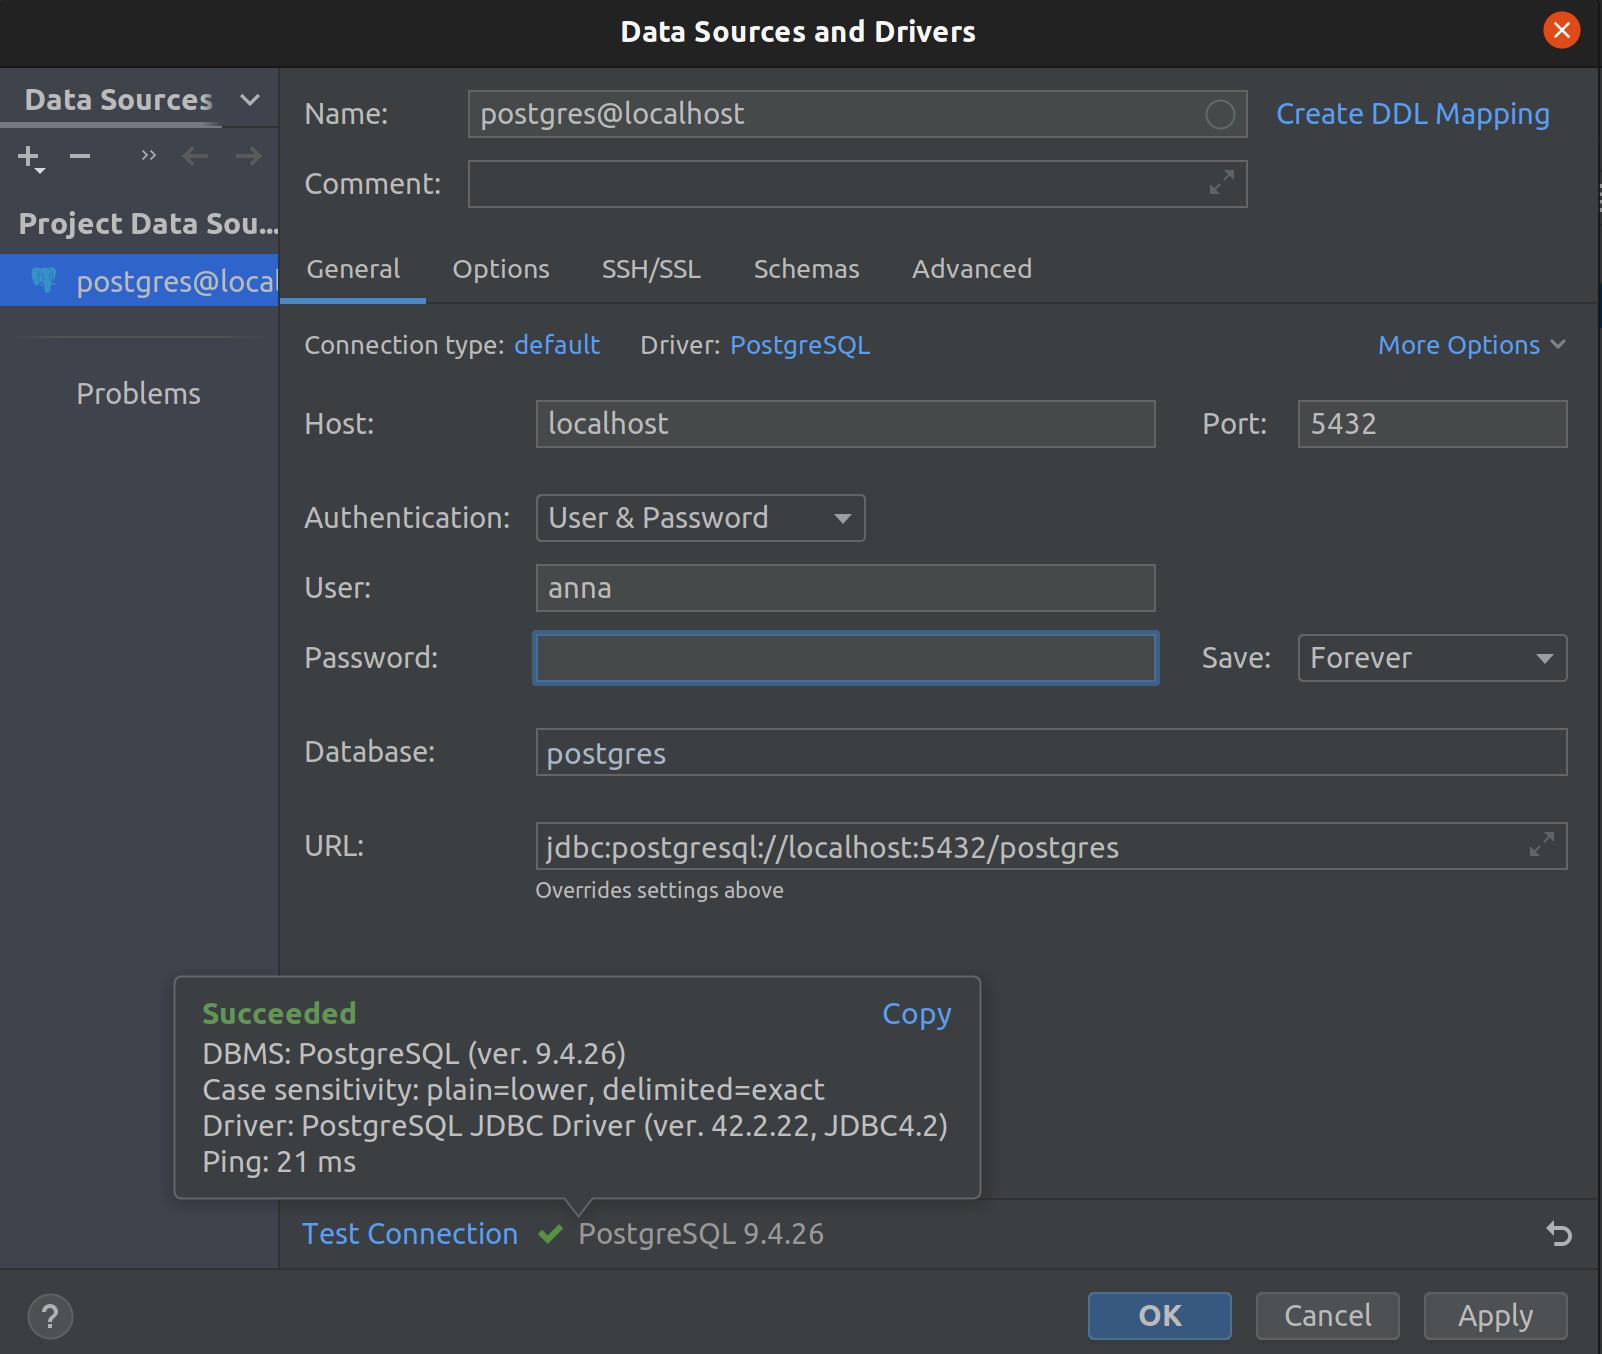 Data Sources and Drivers
Data Sources
Project Data Sou...
postgres@local
Problems
Name: postgres@localhost Create DDL Mapping
Comment:
General Options SSH/SSL Schemas Advanced
Connection type: default Driver: PostgreSQL More Options
Host: localhost Port: 5432
Authentication: User & Password
User: anna
Password: Save: Forever
Database: postgres
URL: jdbc:postgresql://localhost:5432/postgres
Overrides settings above
Succeeded Copy
DBMS: PostgreSQL (ver. 9.4.26)
Case sensitivity: plain=lower, delimited=exact
Driver: PostgreSQL JDBC Driver (ver. 42.2.22, JDBC4.2)
Ping: 21 ms
Test Connection PostgreSQL 9.4.26
? OK Cancel Apply